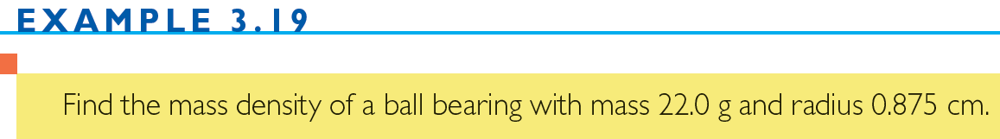 EXAMPLE 3.19
Find the mass density of a ball bearing with mass 22.0 g and radius 0.875 cm.